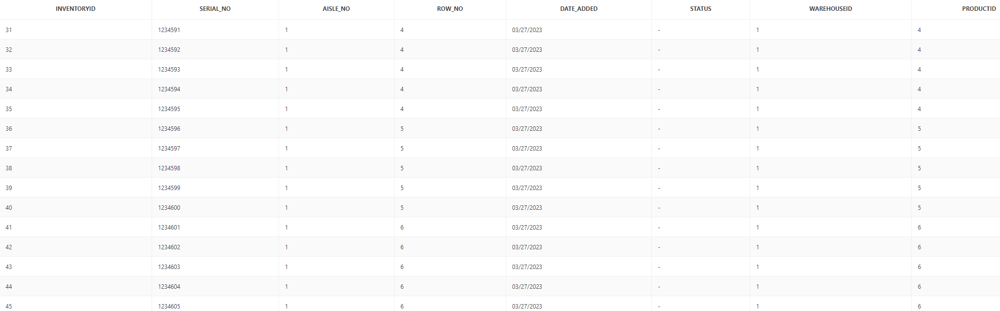 INVENTORYID SERIAL_NO AISLE_NO ROW_NO DATE_ADDED STATUS WAREHOUSEID PRODUCTID
31 1234591 1 4 03/27/2023 - 1 4
32 1234592 1 4 03/27/2023 - 1 4
33 1234593 1 4 03/27/2023 - 1 4
34 1234594 1 4 03/27/2023 - 1 4
35 1234595 1 4 03/27/2023 - 1 4
36 1234596 1 5 03/27/2023 - 1 5
37 1234597 1 5 03/27/2023 - 1 5
38 1234598 1 5 03/27/2023 - 1 5
39 1234599 1 5 03/27/2023 - 1 5
40 1234600 1 5 03/27/2023 - 1 5
41 1234601 1 6 03/27/2023 - 1 6
42 1234602 1 6 03/27/2023 - 1 6
43 1234603 1 6 03/27/2023 - 1 6
44 1234604 1 6 03/27/2023 - 1 6
45 1234605 1 6 03/27/2023 - 1 6